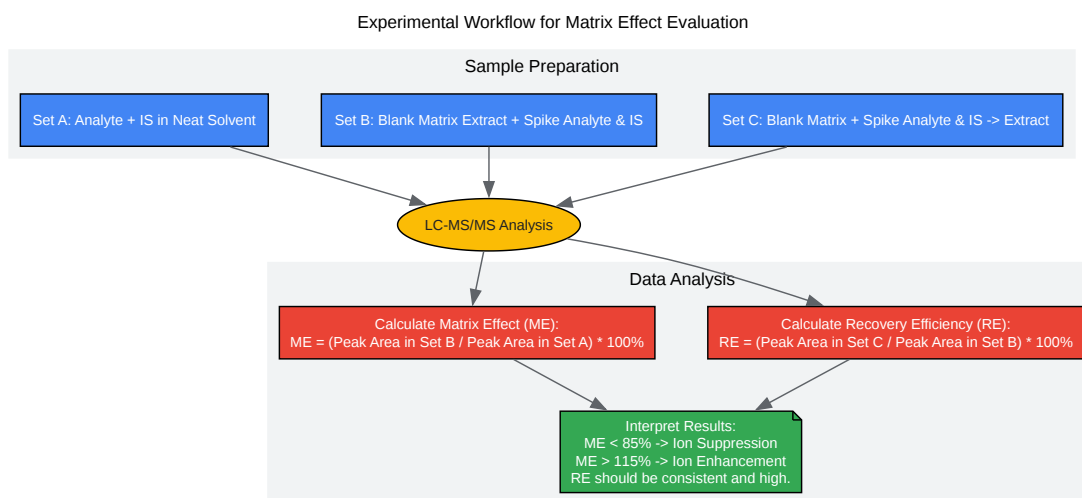 Experimental Workflow for Matrix Effect Evaluation
Sample Preparation
Set A: Analyte + IS in Neat Solvent
Set B: Blank Matrix Extract + Spike Analyte & IS
Set C: Blank Matrix + Spike Analyte & IS -> Extract
LC-MS/MS Analysis
Data Analysis
Calculate Matrix Effect (ME):
ME = (Peak Area in Set B / Peak Area in Set A) * 100%
Calculate Recovery Efficiency (RE):
RE = (Peak Area in Set C / Peak Area in Set B) * 100%
Interpret Results:
ME < 85% -> Ion Suppression
ME > 115% -> Ion Enhancement
RE should be consistent and high.